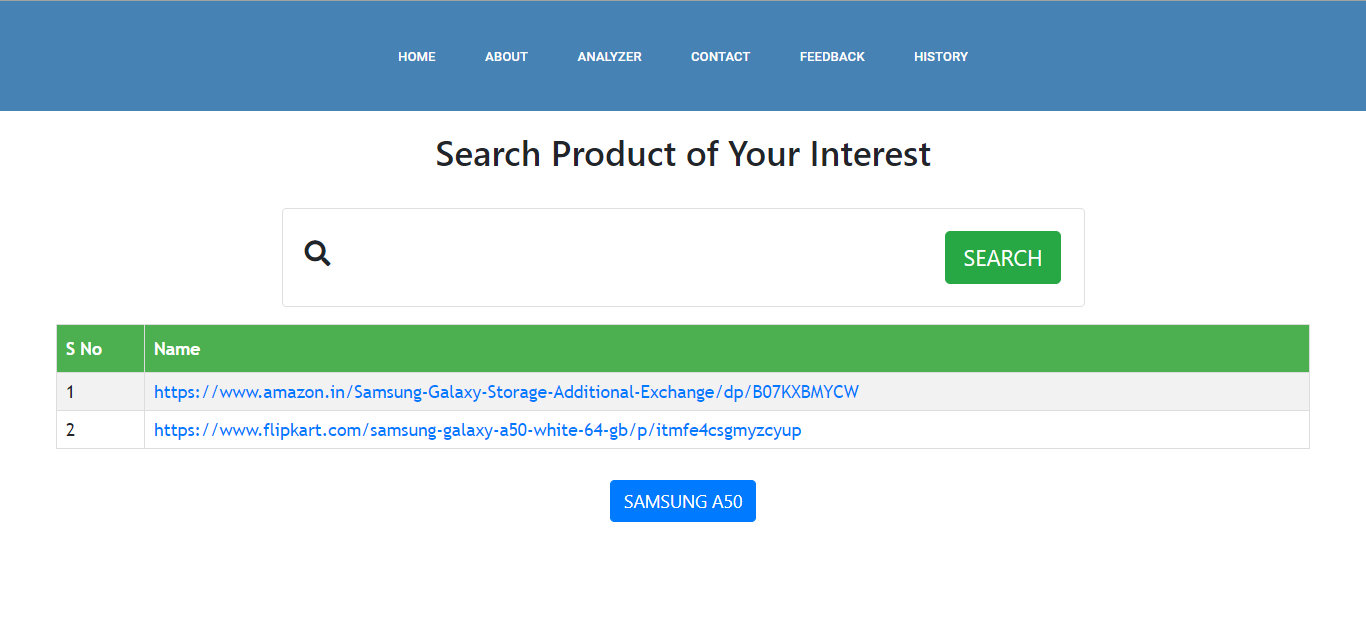 HOME ABOUT ANALYZER CONTACT FEEDBACK HISTORY
Search Product of Your Interest
SEARCH
S No Name
1 https://www.amazon.in/Samsung-Galaxy-Storage-Additional-Exchange/dp/B07KXBMYCW
2 https://www.flipkart.com/samsung-galaxy-a50-white-64-gb/p/itmfe4csgmyzcyup
SAMSUNG A50